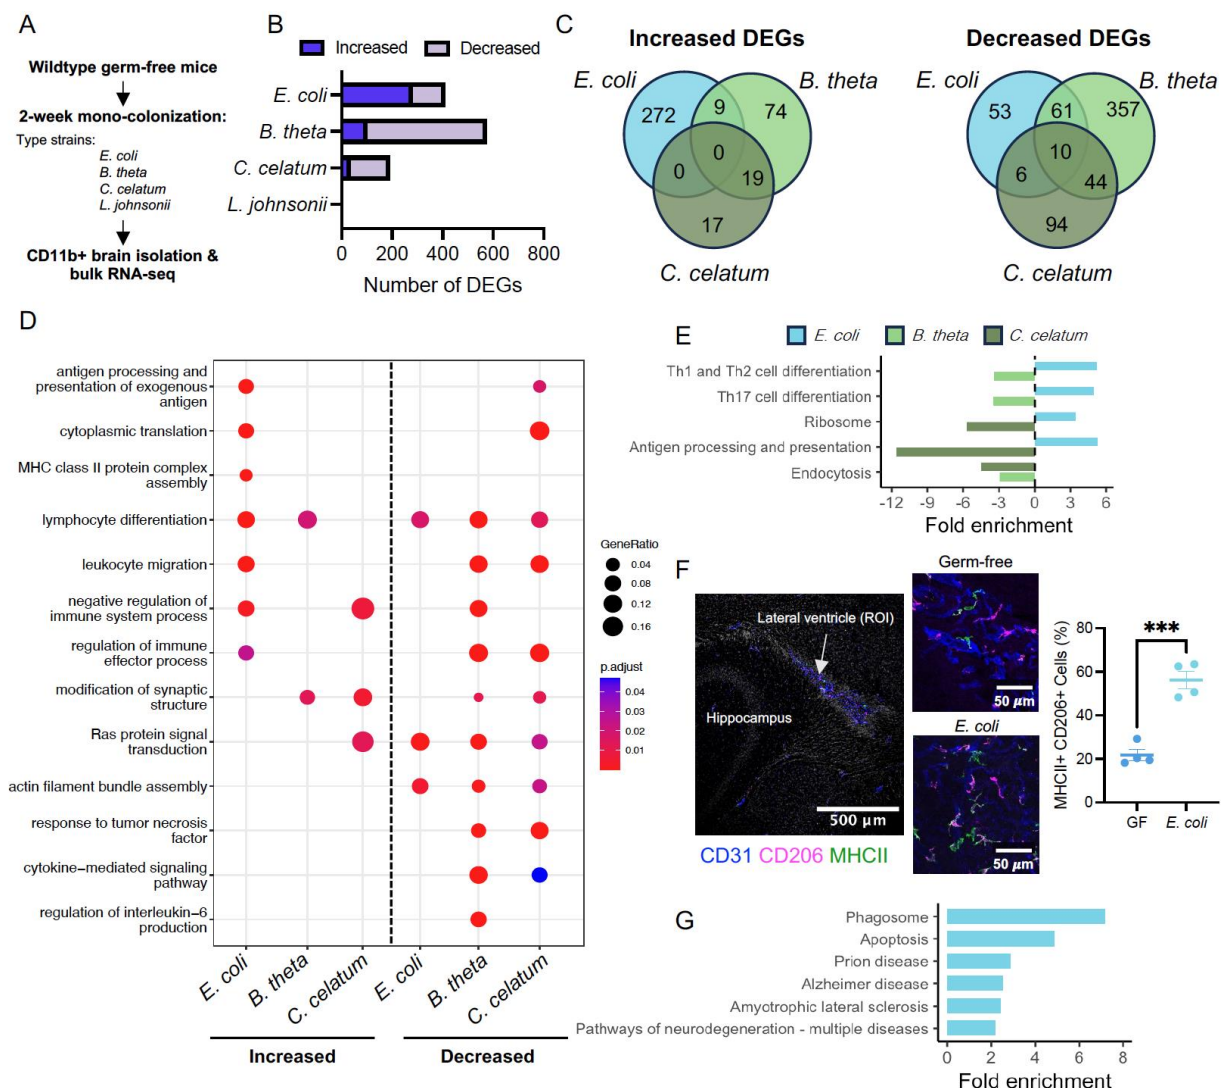 A
Wildtype germ-free mice
2-week mono-colonization:
Type strains:
E. coli
B. theta
C. celatum
L. johnsonii
CD11b+ brain isolation &
bulk RNA-seq
B
Increased Decreased
E. coli
B. theta
C. celatum
L. johnsonii
0 200 400 600 800
Number of DEGs
C
Increased DEGs
E. coli B. theta
272 9 74
0
0 19
17
C. celatum
Decreased DEGs
E. coli B. theta
53 61 357
10
6 44
94
C. celatum
D
antigen processing and
presentation of exogenous
antigen
cytoplasmic translation
MHC class II protein complex
assembly
lymphocyte differentiation
leukocyte migration
negative regulation of
immune system process
regulation of immune
effector process
modification of synaptic
structure
Ras protein signal
transduction
actin filament bundle assembly
response to tumor necrosis
factor
cytokine−mediated signaling
pathway
regulation of interleukin−6
production
E. coli B. theta C. celatum E. coli B. theta C. celatum
Increased Decreased
GeneRatio
0.04
0.08
0.12
0.16
p.adjust
0.04
0.03
0.02
0.01
E
E. coli B. theta C. celatum
Th1 and Th2 cell differentiation
Th17 cell differentiation
Ribosome
Antigen processing and presentation
Endocytosis
-12 -9 -6 -3 0 3 6
Fold enrichment
F
Lateral ventricle (ROI)
Hippocampus
500 µm
CD31 CD206 MHCII
Germ-free
50 µm
E. coli
50 µm
MHCII+ CD206+ Cells (%)
80
60
40
20
0
***
GF E. coli
G
Phagosome
Apoptosis
Prion disease
Alzheimer disease
Amyotrophic lateral sclerosis
Pathways of neurodegeneration - multiple diseases
0 2 4 6 8
Fold enrichment